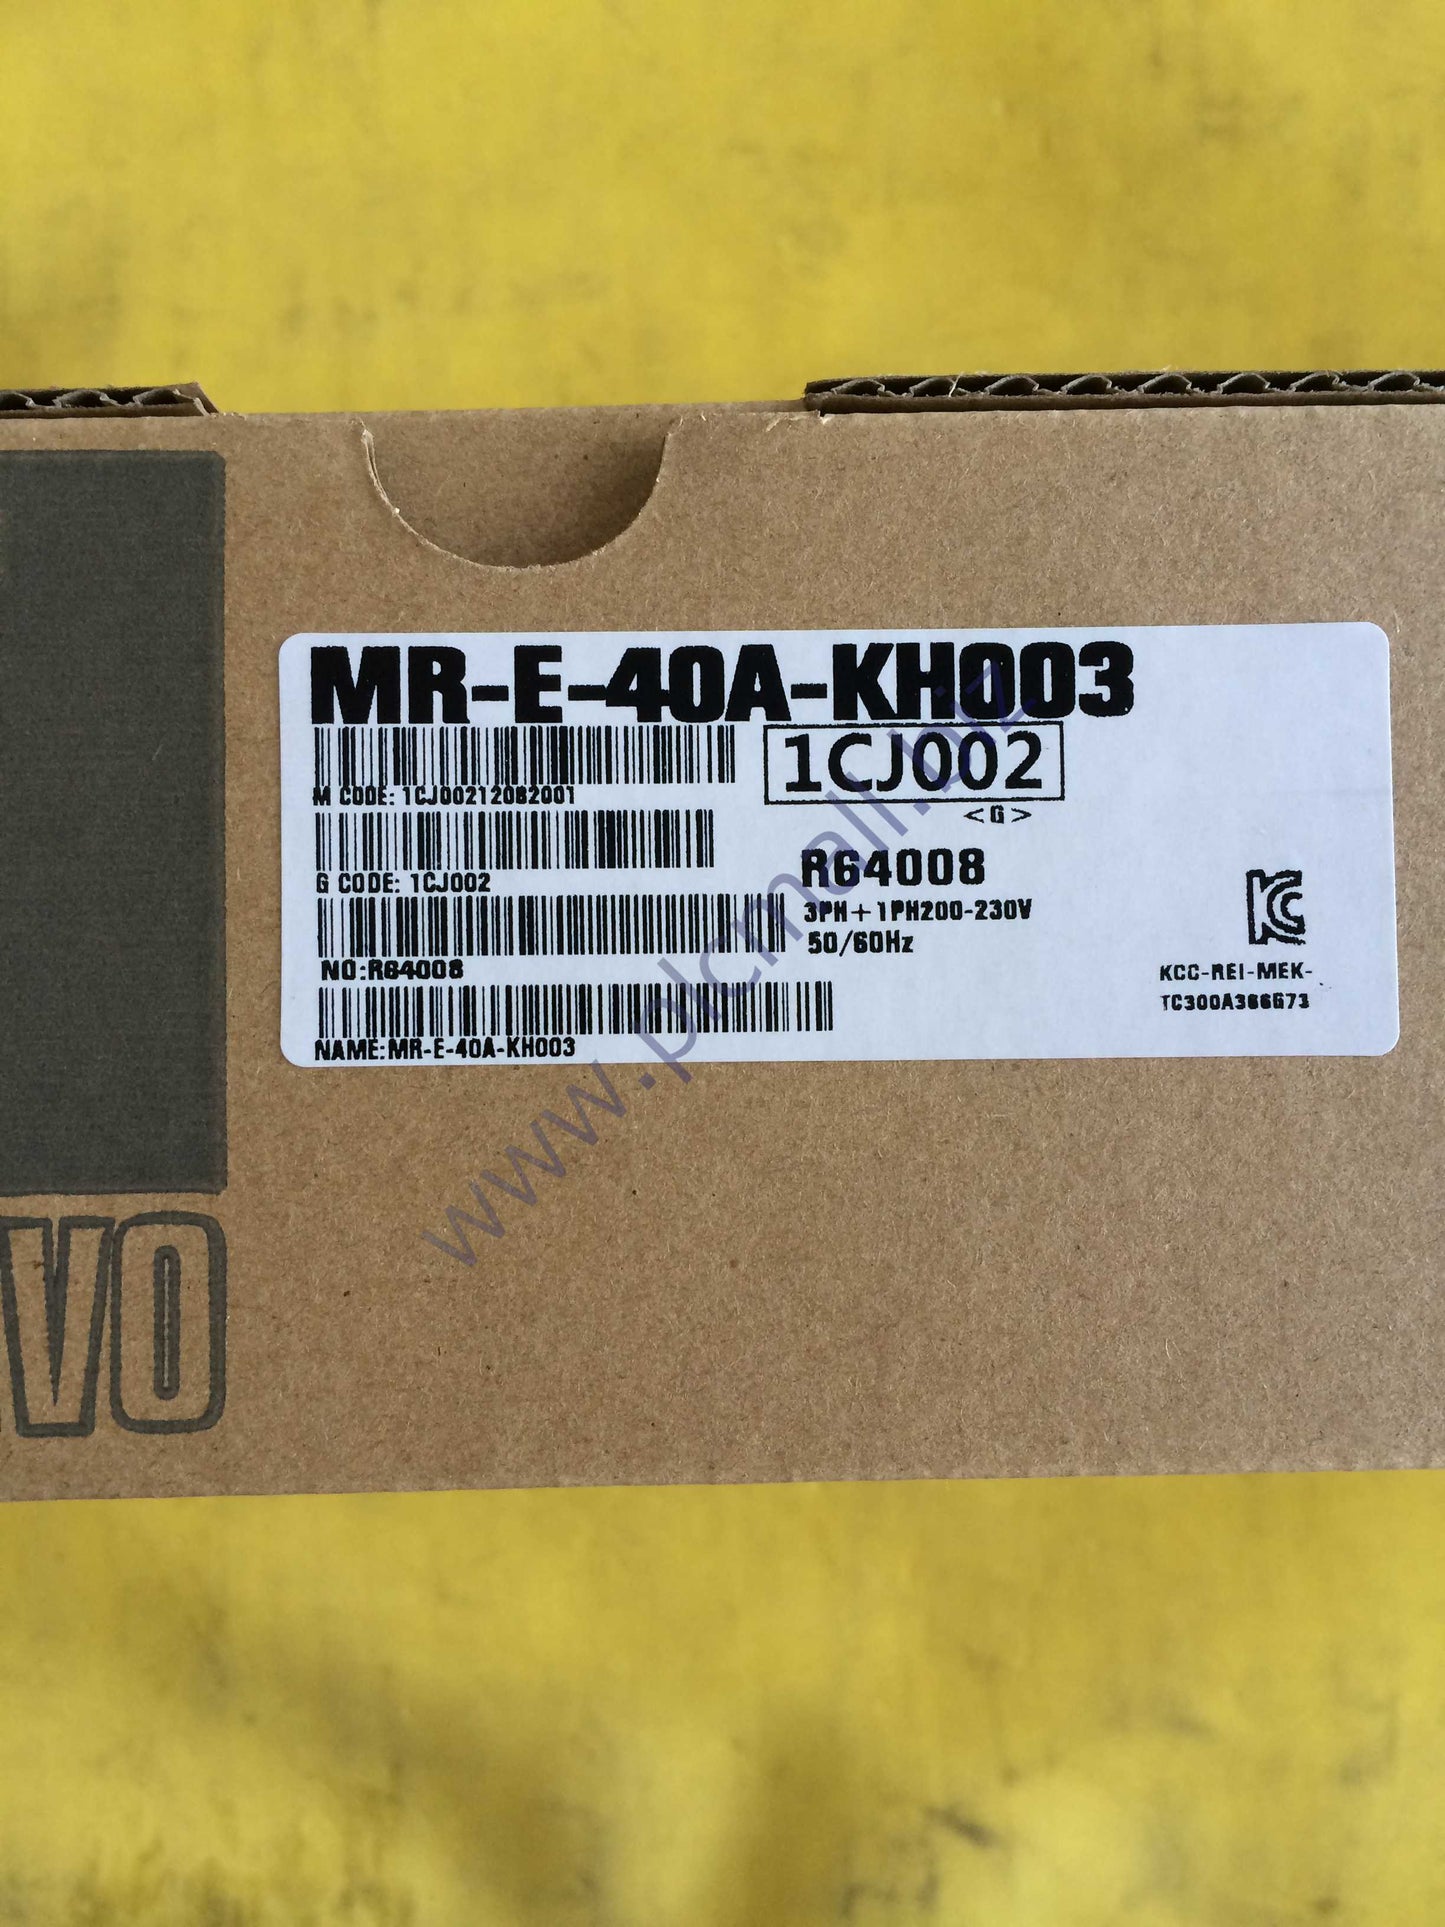 MR-E-40A-KH003
1CJ002
M CODE: 1CJ00212082001
<G>
G CODE: 1CJ002
R64008
3PH+1PH200-230V
50/60Hz
NO:R64008
KCC-REI-MEK-
TC300A366G73
NAME:MR-E-40A-KH003
www.plcmall.biz
VO